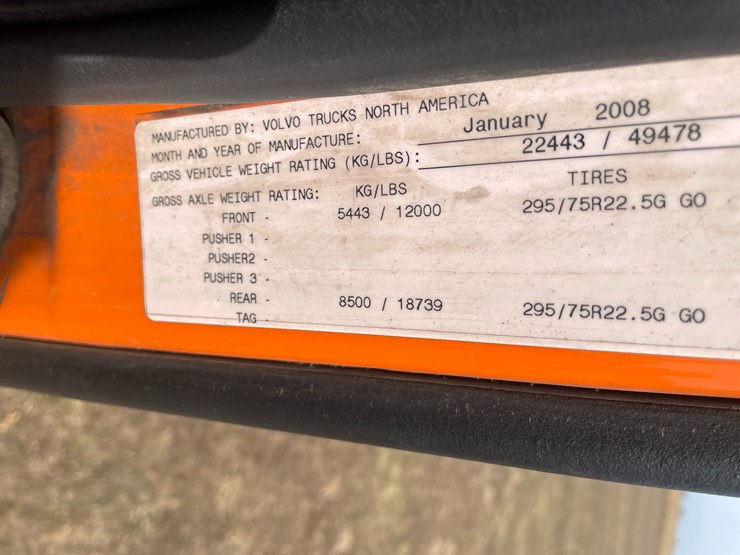 MANUFACTURED BY: VOLVO TRUCKS NORTH AMERICA
MONTH AND YEAR OF MANUFACTURE: January 2008
GROSS VEHICLE WEIGHT RATING (KG/LBS): 22443 / 49478
GROSS AXLE WEIGHT RATING: KG/LBS TIRES
FRONT - 5443 / 12000 295/75R22.5G GO
PUSHER 1 -
PUSHER2 -
PUSHER 3 -
REAR - 8500 / 18739 295/75R22.5G GO
TAG -